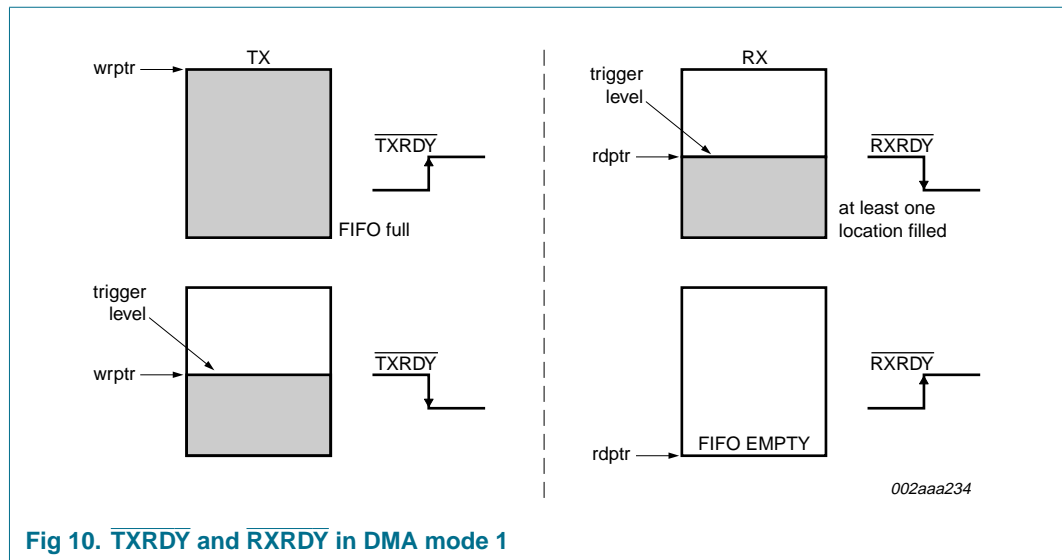 TX
wrptr
TXRDY
FIFO full
trigger
level
wrptr
TXRDY
RX
trigger
level
rdptr
RXRDY
at least one
location filled
RXRDY
FIFO EMPTY
rdptr
002aaa234
Fig 10. TXRDY and RXRDY in DMA mode 1